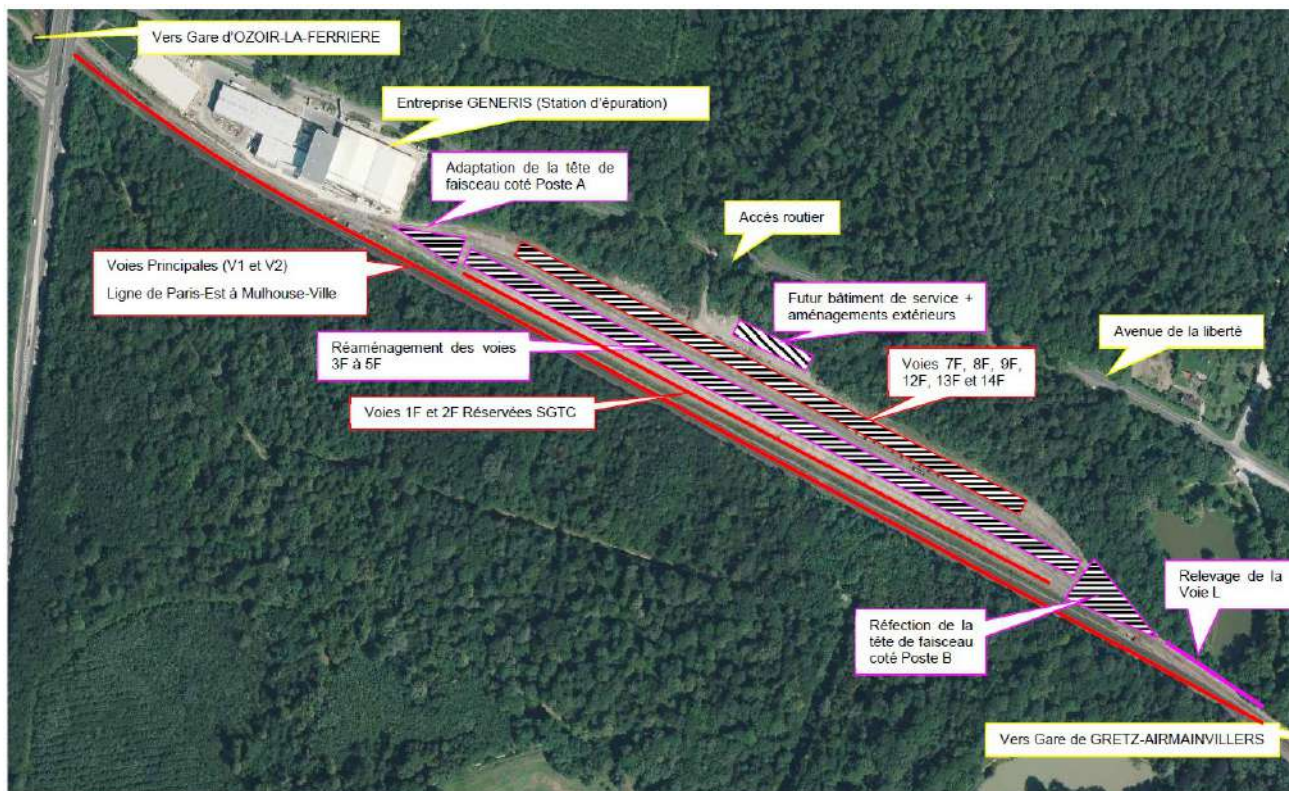 Vers Gare d'OZOIR-LA-FERRIERE
Entreprise GENERIS (Station d'épuration)
Adaptation de la tête de
faisceau coté Poste A
Accès routier
Voies Principales (V1 et V2)
Ligne de Paris-Est à Mulhouse-Ville
Futur bâtiment de service +
aménagements extérieurs
Avenue de la liberté
Réaménagement des voies
3F à 5F
Voies 7F, 8F, 9F,
12F, 13F et 14F
Voies 1F et 2F Réservées SGTC
Relevage de la
Voie L
Réfection de la
tête de faisceau
coté Poste B
Vers Gare de GRETZ-AIRMAINVILLERS